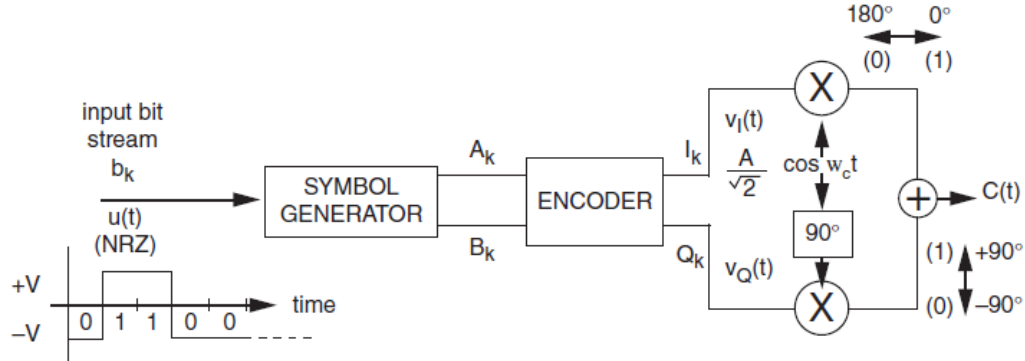 180° 0°
(0) (1)
input bit
stream
b_k
u(t)
(NRZ)
SYMBOL
GENERATOR
A_k
B_k
ENCODER
I_k
Q_k
v_I(t)
A
√2
cos w_c t
X
90°
v_Q(t)
X
+
C(t)
(1) +90°
(0) –90°
+V
–V
0 1 1 0 0
time